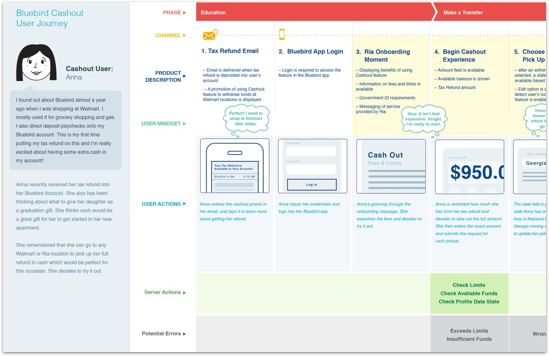 Bluebird Cashout
User Journey
Cashout User:
Anna
I found out about Bluebird almost a year
ago when I was shopping at Walmart. I
mostly used it for grocery shopping and gas.
I also direct deposit paychecks onto my
Bluebird account. This is my first time
putting my tax refund on this and I'm really
excited about having some extra cash in
my account!
Anna recently received her tax refund into
her Bluebird account. She also has been
thinking about what to give her daughter as
a graduation gift. She thinks cash would be
a great gift for her to get started in her new
apartment.
She remembered that she can go to any
Walmart or Ria location to pick up her full
refund in cash which would be perfect for
this occasion. She decides to try it out.
PHASE
Education
Make a Transfer
CHANNEL
PRODUCT
DESCRIPTION
1. Tax Refund Email
– Email is delivered when tax
refund is deposited into user's
account
– A promotion of using Cashout
feature to withdraw funds at
Walmart locations is displayed
2. Bluebird App Login
– Login is required to access the
feature in the Bluebird app.
3. Ria Onboarding
Moment
– Displaying benefits of using
Cashout feature
– Information on fees and limits is
available
– Government ID requirements
– Messaging of service
provided by Ria
4. Begin Cashout
Experience
– Amount field is available
– Available balance is shown
– Tax Refund amount
5. Choose
Pick Up
– After an
selected, a state
available based
– Edit option is
detect user's loc
feature is
USER MINDSET
Perfect! I need to
shop at Walmart
later today.
Nice. It isn't that
expensive. Alright,
I'm ready to start.
Your Tax Refund is
Available in Your Account!
Log in
Cash Out
Fees & Limits
$950.0
Georgia
USER ACTIONS
Anna noticed the cashout promo in
her email, and taps it to learn more
about getting her refund.
Anna inputs her credentials and
logs into her Bluebird app.
Anna's glancing through the
onboarding message. She
examines the fees and decides to
try it out.
Anna is reminded how much she
has from her tax refund and
decides to take out the full amount.
She then enters the exact amount
and submits the request for
cash pickup.
The state field is
state Anna has
lives in Alabama
Georgia running
to update her pic
Server Actions
Check Limits
Check Available Funds
Check Profile Data State
Potential Errors
Exceeds Limits
Insufficient Funds
Wron